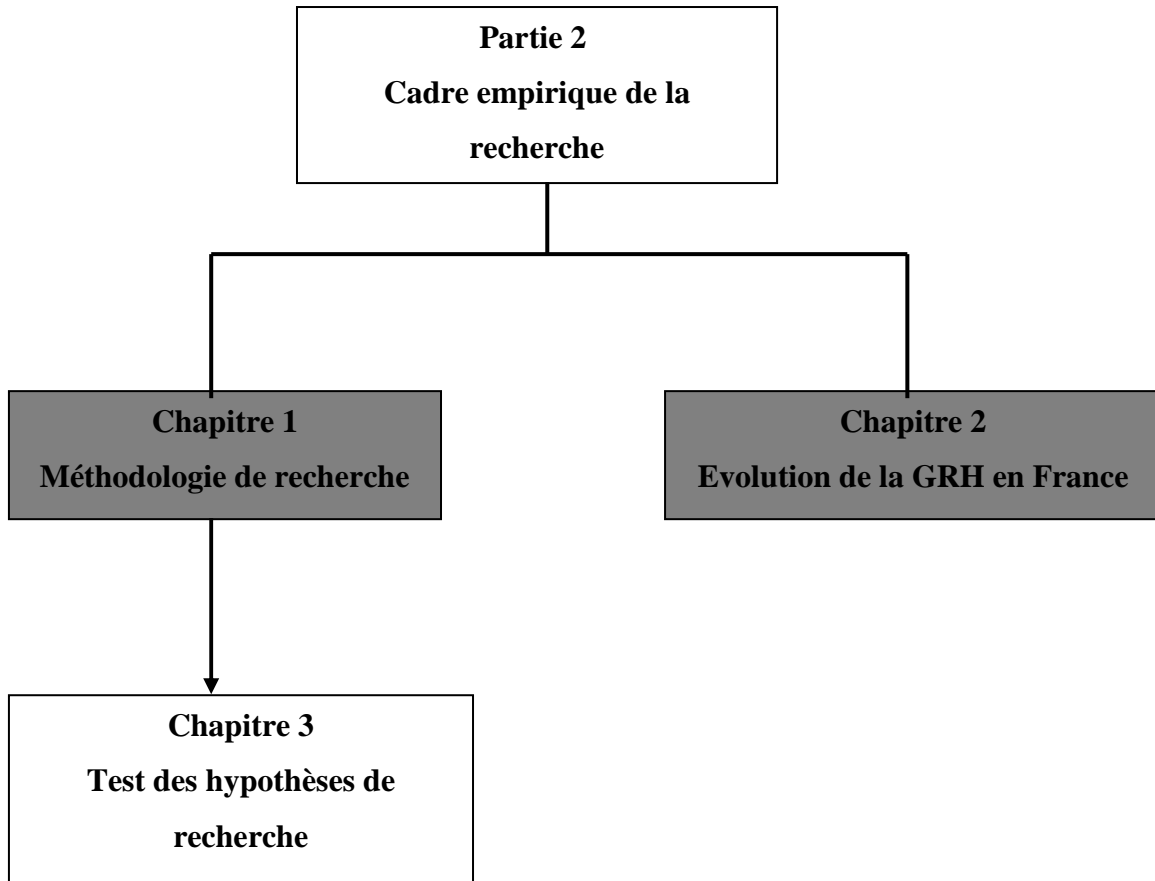 Partie 2
Cadre empirique de la
recherche
Chapitre 1
Méthodologie de recherche
Chapitre 2
Evolution de la GRH en France
Chapitre 3
Test des hypothèses de
recherche